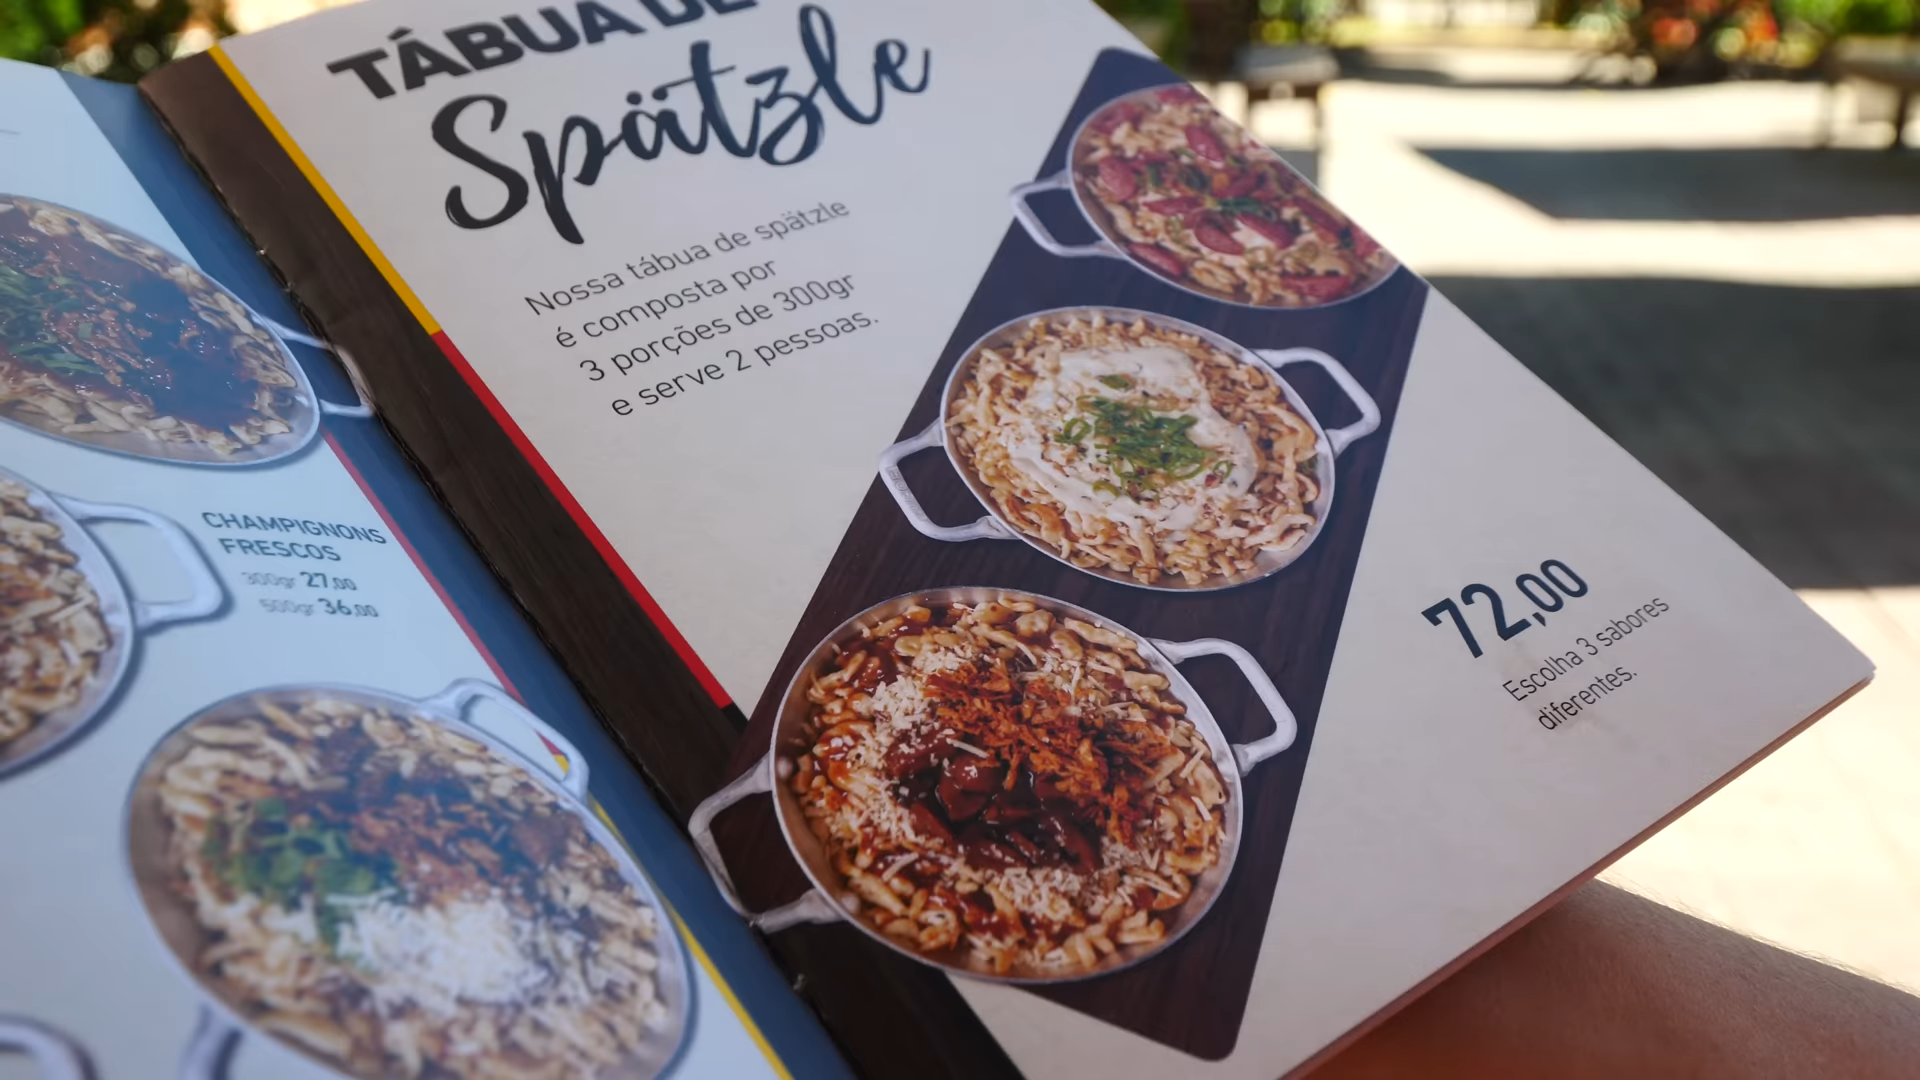 CHAMPIGNONS
FRESCOS
300gr 27,00
500gr 36,00
TÁBUA DE
Spätzle
Nossa tábua de spätzle
é composta por
3 porções de 300gr
e serve 2 pessoas.
72,00
Escolha 3 sabores
diferentes.